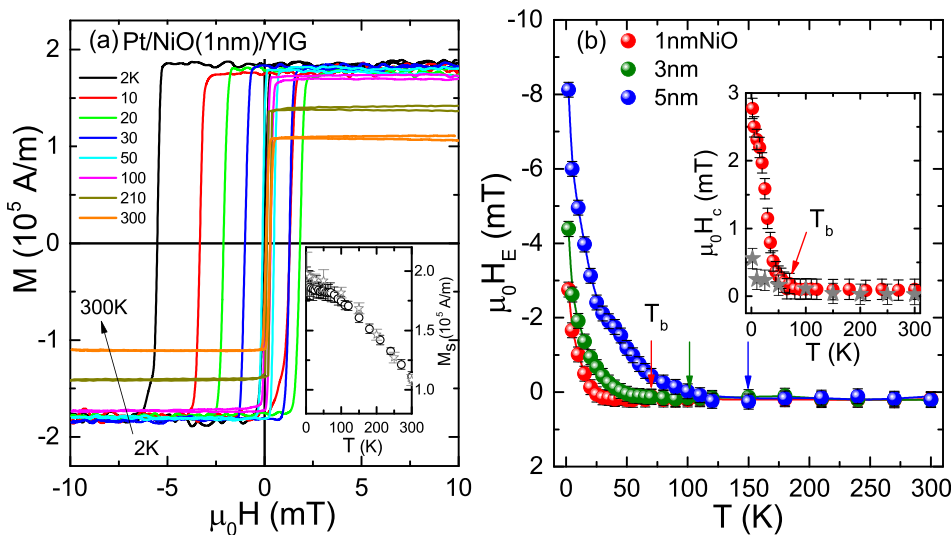 (a) Pt/NiO(1nm)/YIG
2K
10
20
30
50
100
210
300
300K
2K
M (10⁵ A/m)
2
1
0
-1
-2
-10
-5
0
5
10
μ₀H (mT)
2.0
1.5
1.0
M_S (10⁵ A/m)
0
100
200
300
T (K)
(b)
1nmNiO
3nm
5nm
μ₀H_E (mT)
-8
-6
-4
-2
0
2
0
50
100
150
200
250
300
T (K)
T_b
3
2
1
0
μ₀H_c (mT)
T_b
0
100
200
300
T (K)